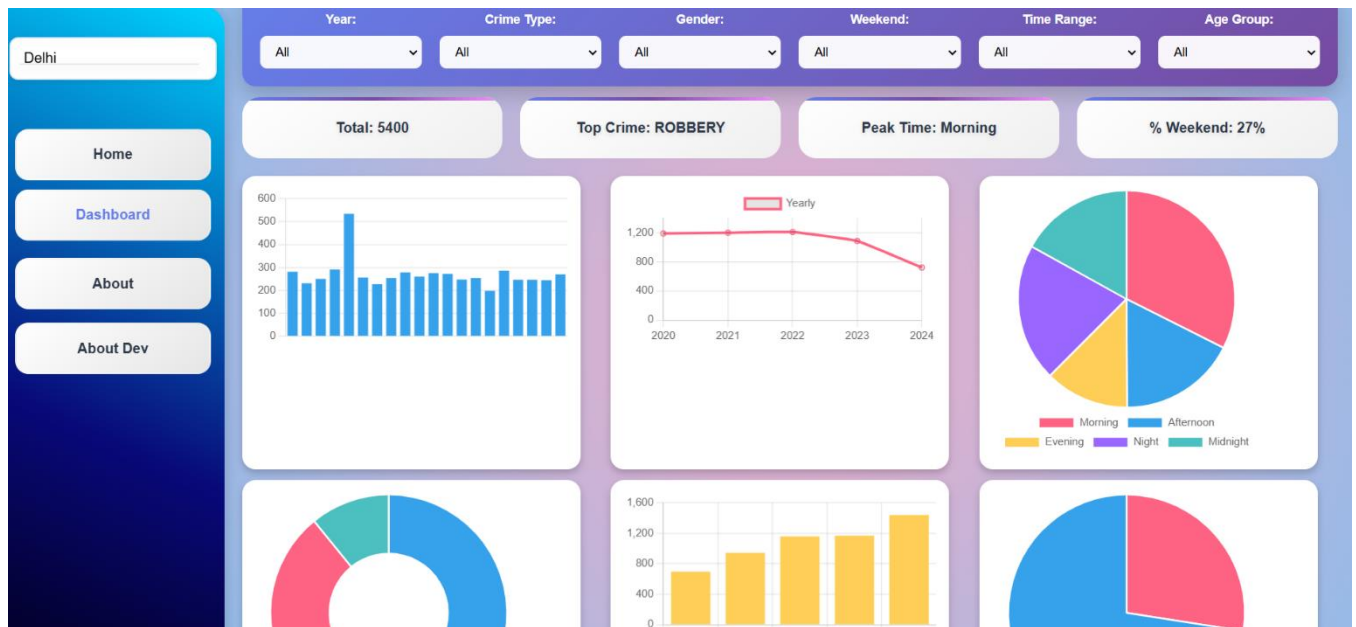 Delhi
Home
Dashboard
About
About Dev
Year: Crime Type: Gender: Weekend: Time Range: Age Group:
All All All All All All
Total: 5400 Top Crime: ROBBERY Peak Time: Morning % Weekend: 27%
600
500
400
300
200
100
0
Yearly
1,200
800
400
0
2020 2021 2022 2023 2024
Morning Afternoon
Evening Night Midnight
1,600
1,200
800
400
0